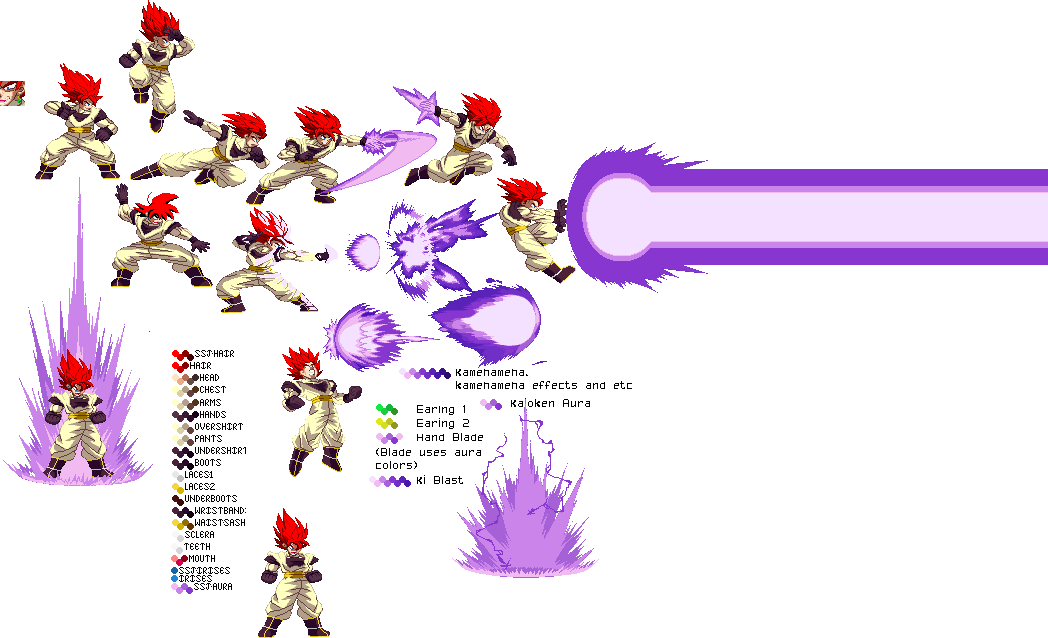 SSJHAIR
HAIR
HEAD
CHEST
ARMS
HANDS
OVERSHIRT
PANTS
UNDERSHIRT
BOOTS
LACES1
LACES2
UNDERBOOTS
WRISTBAND:
WAISTSASH
SCLERA
TEETH
MOUTH
SSJIRISES
IRISES
SSJAURA
Kamehameha.
kamehameha effects and etc
Kaioken Aura
Earing 1
Earing 2
Hand Blade
(Blade uses aura
colors)
Ki Blast